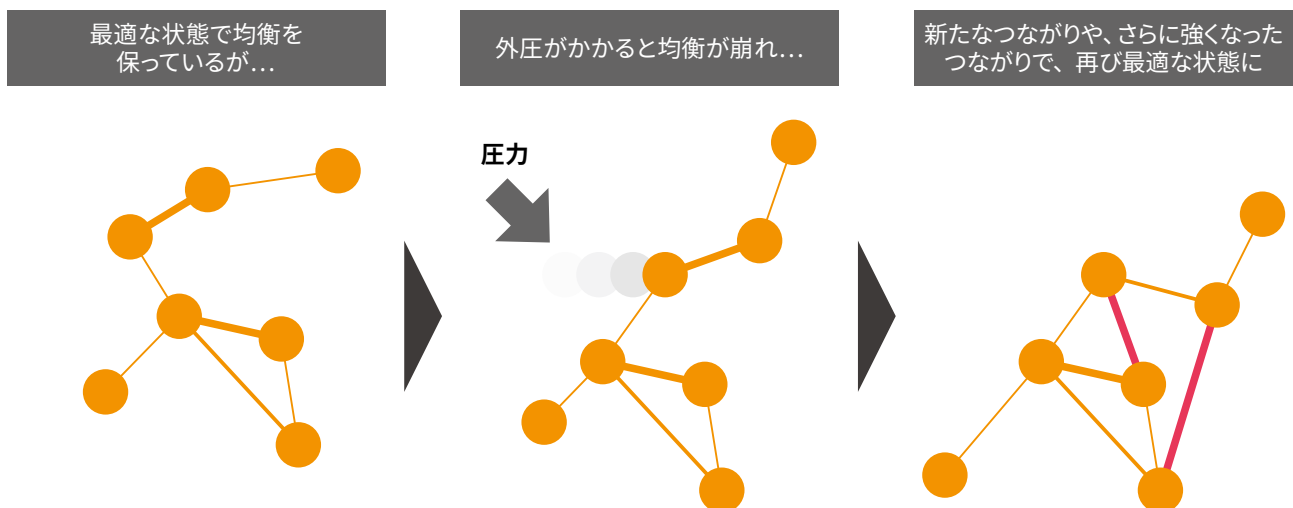 最適な状態で均衡を
保っているが…
外圧がかかると均衡が崩れ…
新たなつながりや、さらに強くなった
つながりで、再び最適な状態に
圧力